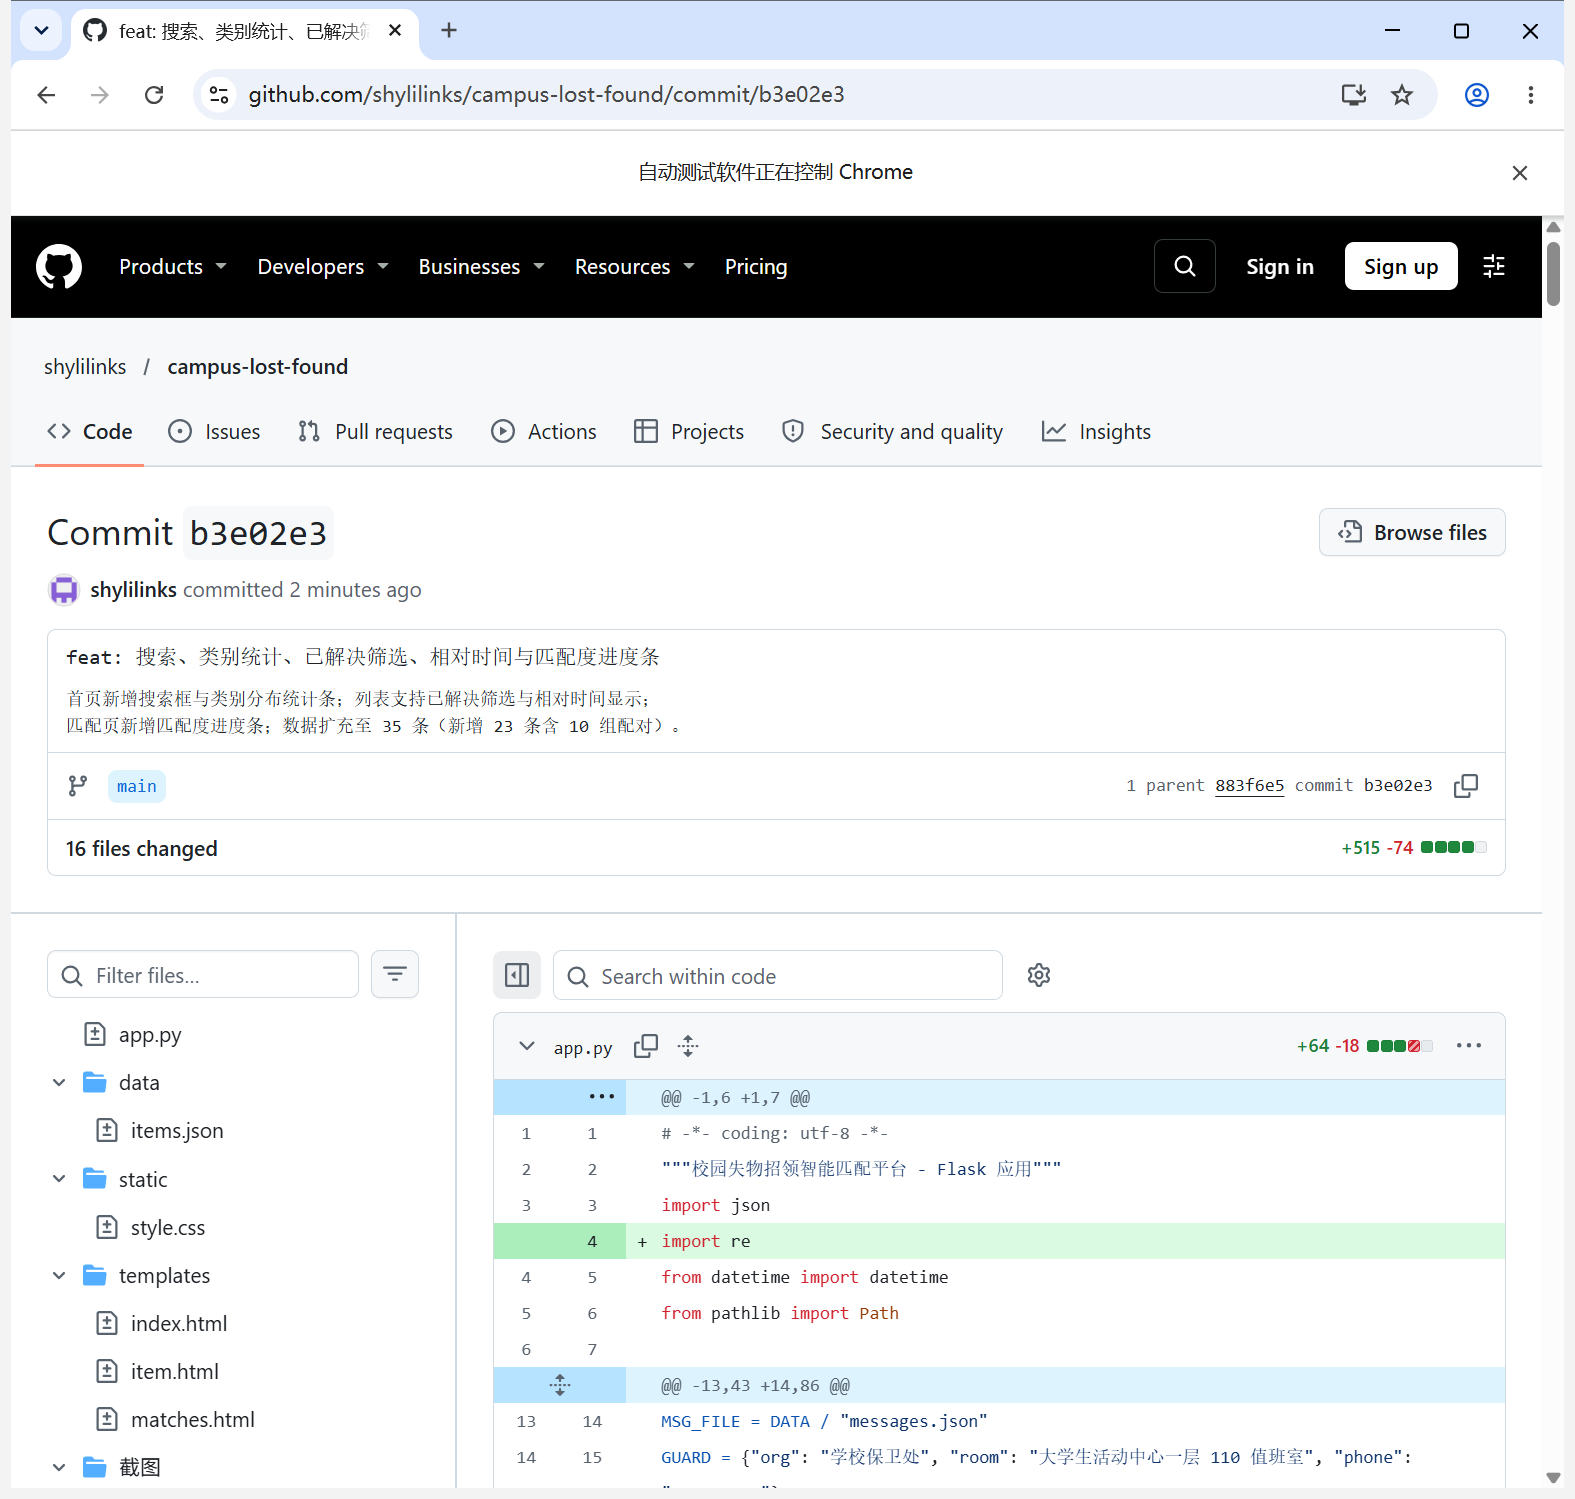 feat: 搜索、类别统计、已解决筛
github.com/shylilinks/campus-lost-found/commit/b3e02e3
自动测试软件正在控制 Chrome
Products Developers Businesses Resources Pricing Sign in Sign up
shylilinks / campus-lost-found
Code Issues Pull requests Actions Projects Security and quality Insights
Commit b3e02e3
Browse files
shylilinks committed 2 minutes ago
feat: 搜索、类别统计、已解决筛选、相对时间与匹配度进度条
首页新增搜索框与类别分布统计条；列表支持已解决筛选与相对时间显示；
匹配页新增匹配度进度条；数据扩充至 35 条（新增 23 条含 10 组配对）。
main 1 parent 883f6e5 commit b3e02e3
16 files changed +515 -74
Filter files...
app.py
data
items.json
static
style.css
templates
index.html
item.html
matches.html
截图
Search within code
app.py +64 -18
@@ -1,6 +1,7 @@
1 1 # -*- coding: utf-8 -*-
2 2 """校园失物招领智能匹配平台 - Flask 应用"""
3 3 import json
4 + import re
4 5 from datetime import datetime
5 6 from pathlib import Path
6 7
@@ -13,43 +14,86 @@
13 14 MSG_FILE = DATA / "messages.json"
14 15 GUARD = {"org": "学校保卫处", "room": "大学生活动中心一层 110 值班室", "phone":